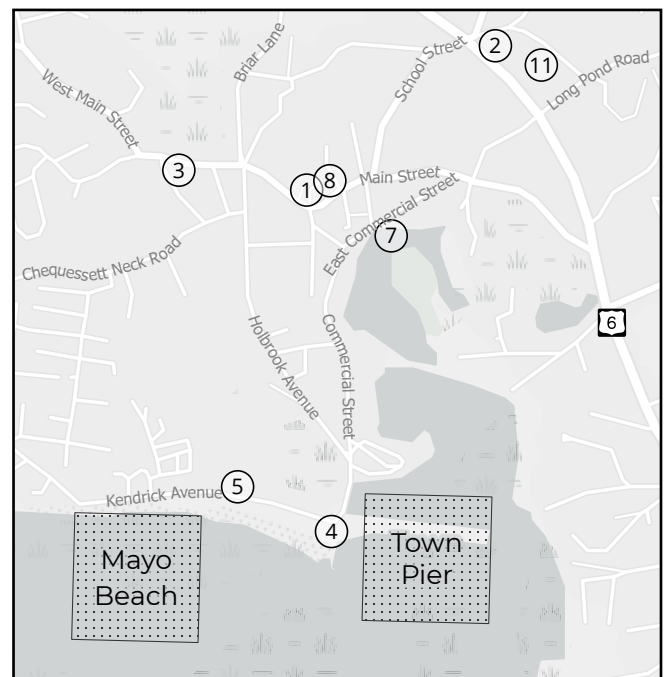 2
School Street
Briar Lane
11
Long Pond Road
West Main Street
3
1
8
Main Street
East Commercial Street
7
Chequessett Neck Road
6
Holbrook Avenue
Commercial Street
5
Kendrick Avenue
4
Mayo
Beach
Town
Pier